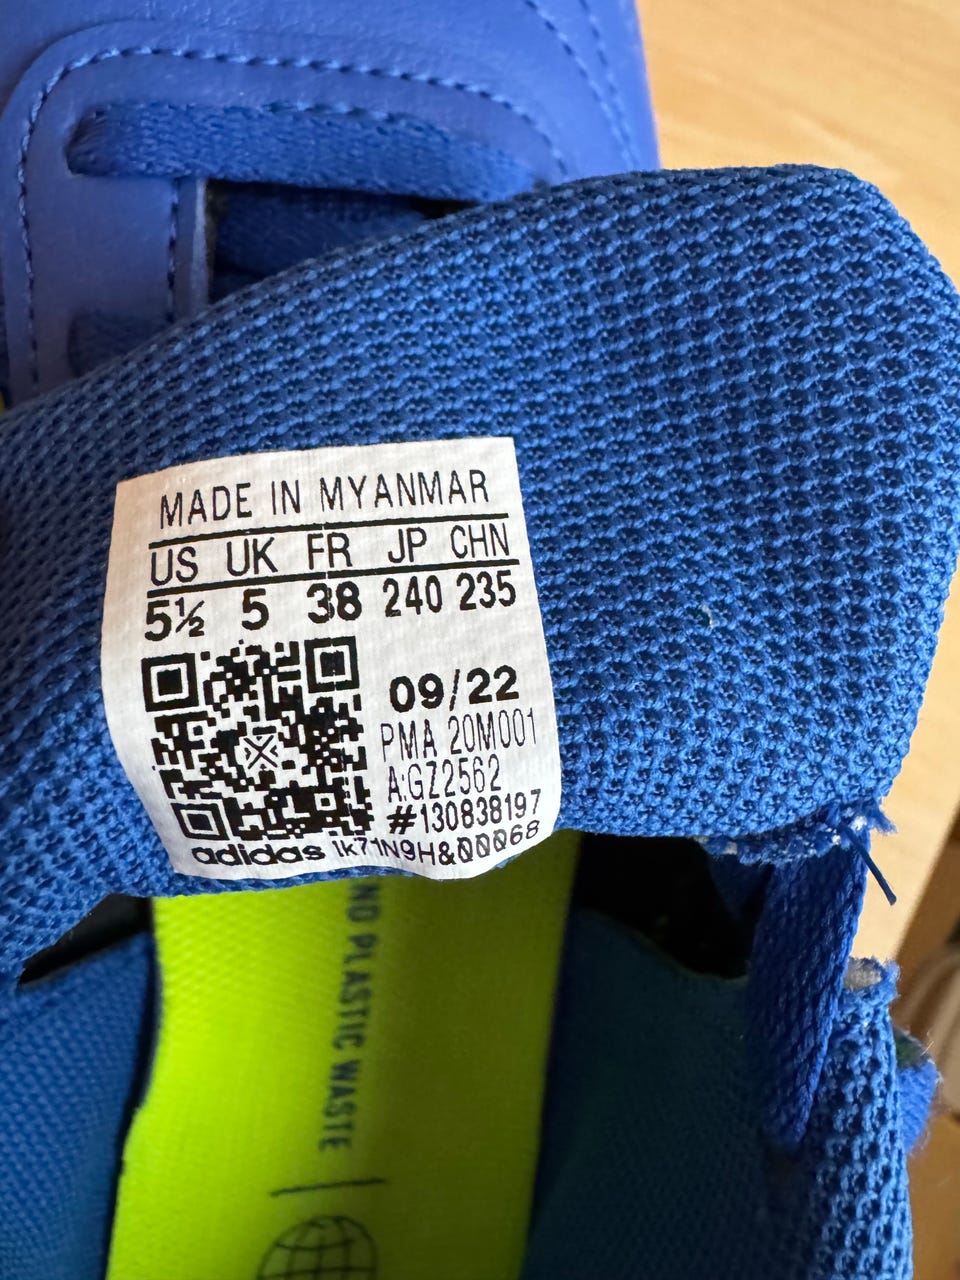 MADE IN MYANMAR
US UK FR JP CHN
5½ 5 38 240 235
09/22
PMA 20M001
A:GZ2562
#130838197
adidas 1k71N9H&00068
ND PLASTIC WASTE